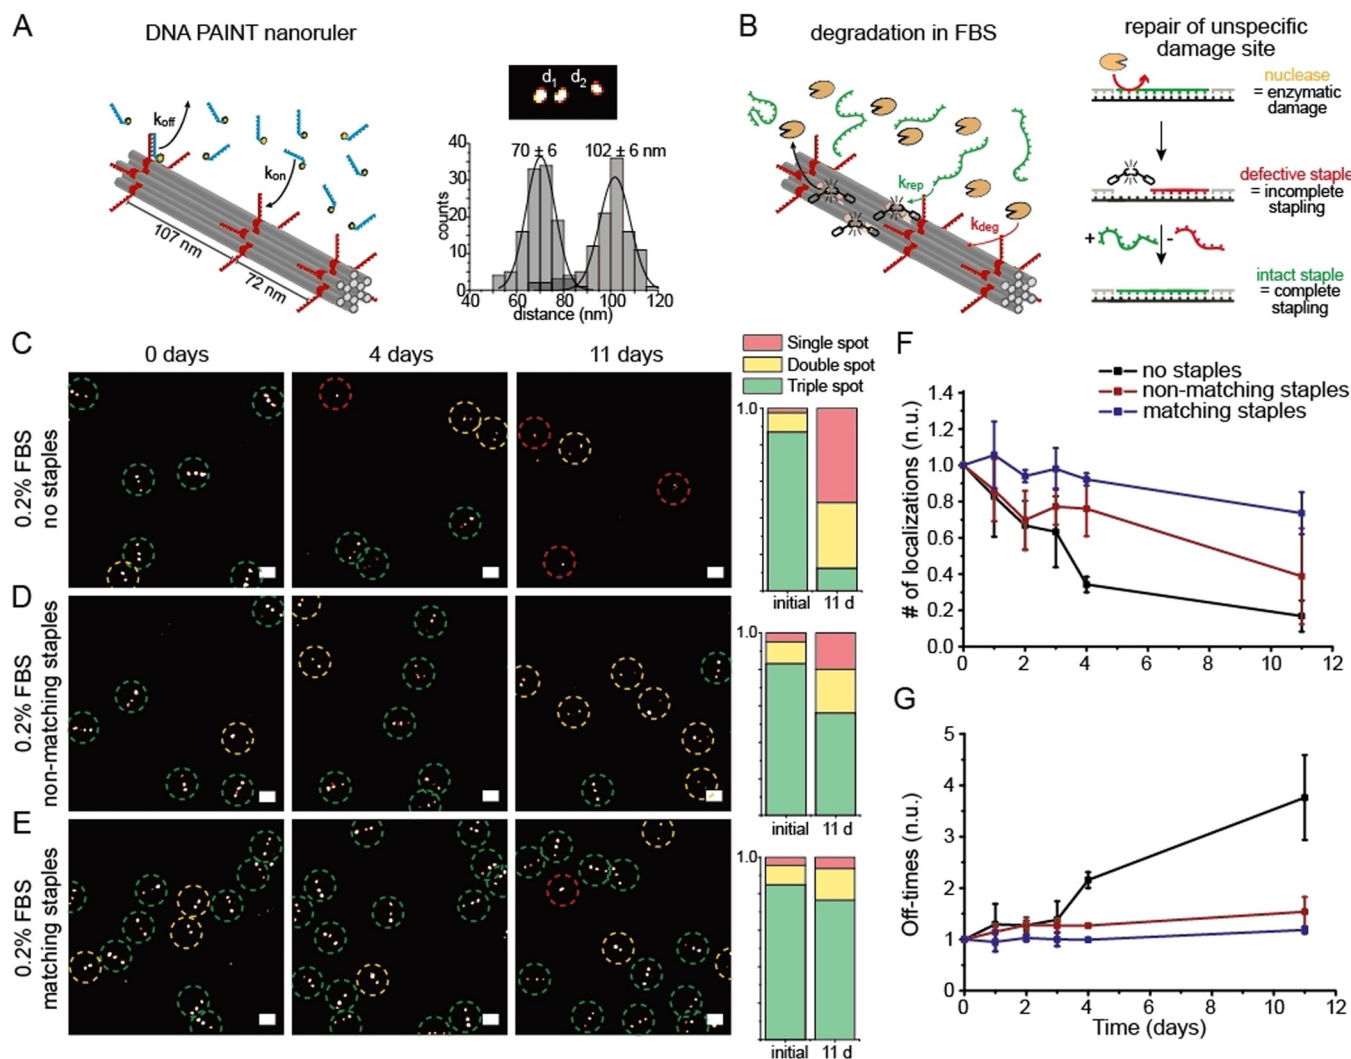 A
DNA PAINT nanoruler
koff
kon
107 nm
72 nm
d1 d2
70 ± 6
102 ± 6 nm
counts
40
30
20
10
0
40 60 80 100 120
distance (nm)
B
degradation in FBS
krep
kdeg
repair of unspecific
damage site
nuclease
= enzymatic
damage
defective staple
= incomplete
stapling
+
-
intact staple
= complete
stapling
C
0 days
4 days
11 days
0.2% FBS
no staples
Single spot
Double spot
Triple spot
1.0
initial 11 d
D
0.2% FBS
non-matching staples
1.0
initial 11 d
E
0.2% FBS
matching staples
1.0
initial 11 d
F
no staples
non-matching staples
matching staples
# of localizations (n.u.)
1.4
1.2
1.0
0.8
0.6
0.4
0.2
0.0
0 2 4 6 8 10 12
G
Off-times (n.u.)
5
4
3
2
1
0
0 2 4 6 8 10 12
Time (days)